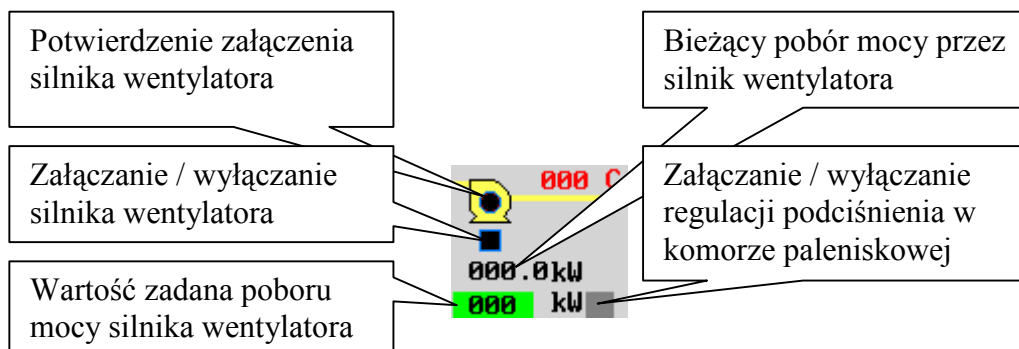 Potwierdzenie załączenia
silnika wentylatora
Bieżący pobór mocy przez
silnik wentylatora
Załączanie / wyłączanie
silnika wentylatora
000 C
Załączanie / wyłączanie
regulacji podciśnienia w
komorze paleniskowej
000.0kW
Wartość zadana poboru
mocy silnika wentylatora
000 kW